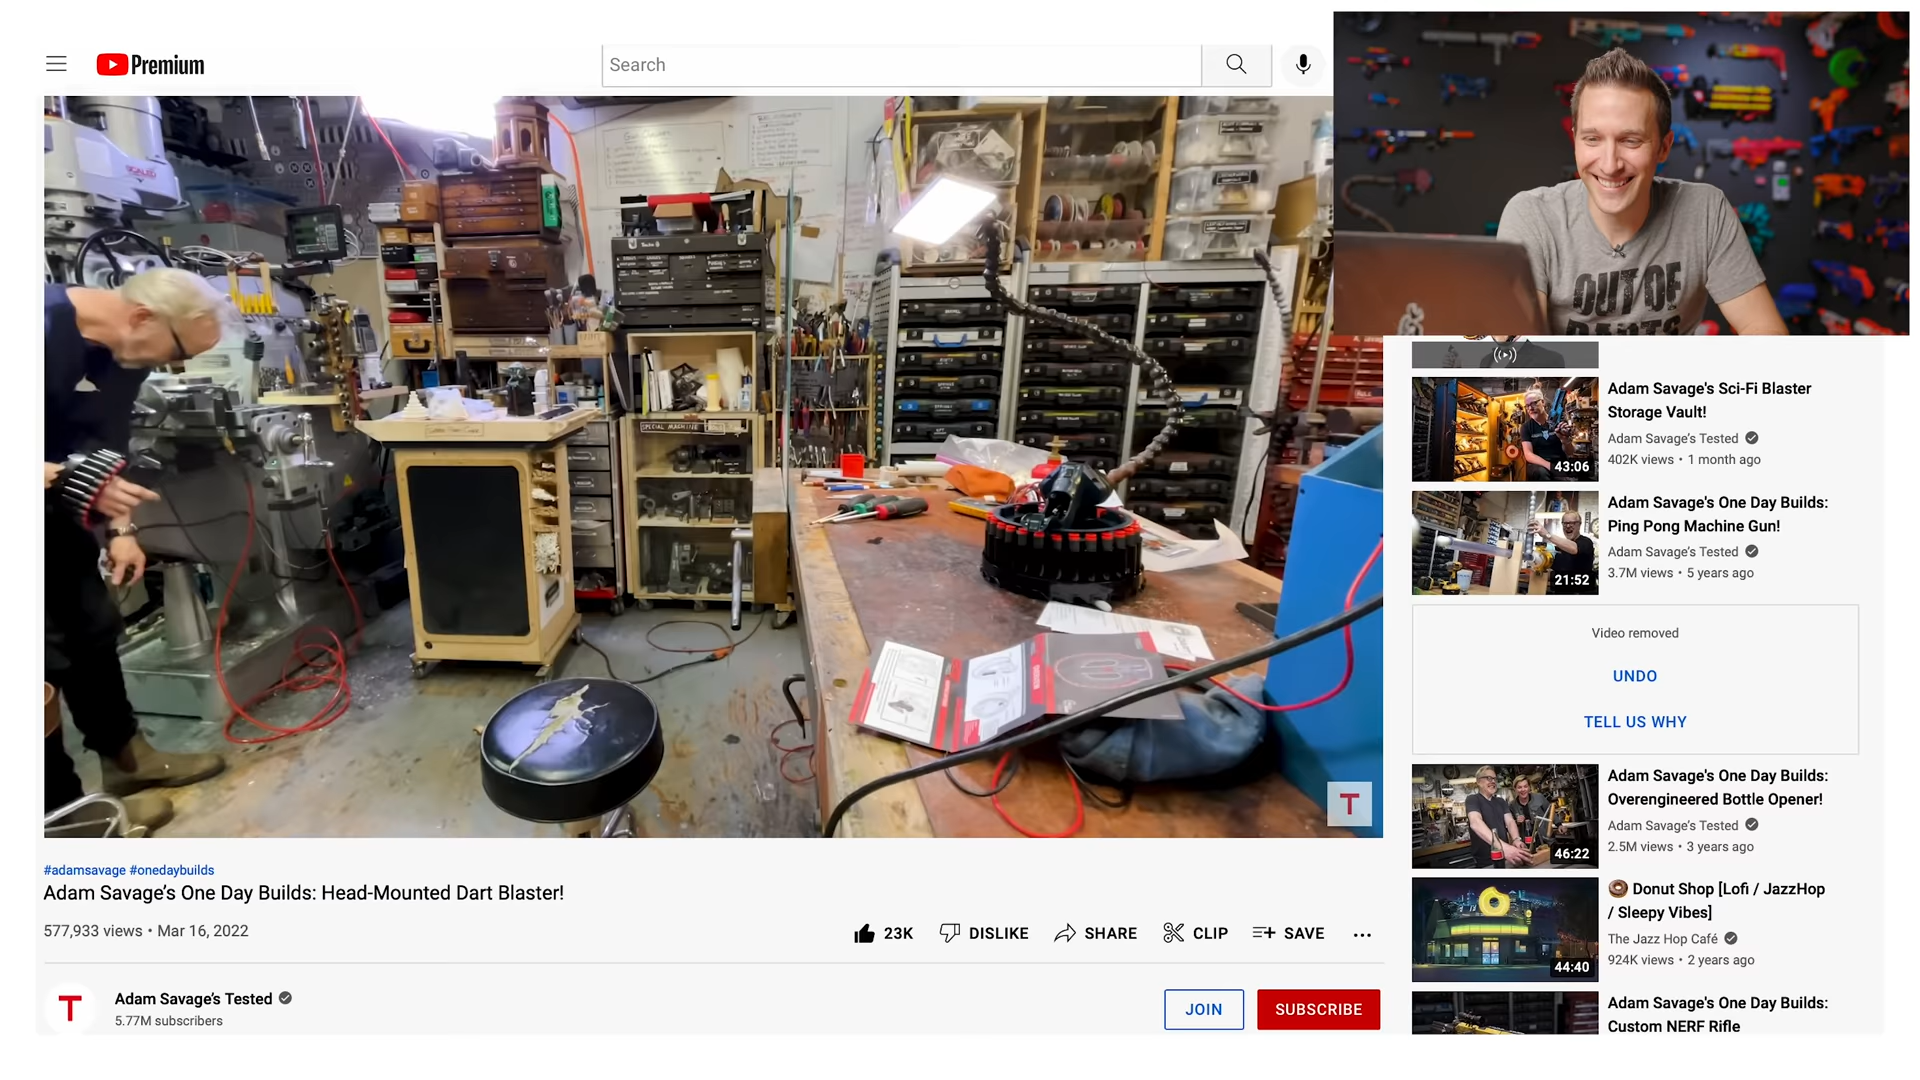 Premium
Search
OUT OF
DARTS
SPECIAL MACHINE
T
43:06
Adam Savage's Sci-Fi Blaster
Storage Vault!
Adam Savage's Tested
402K views • 1 month ago
21:52
Adam Savage's One Day Builds:
Ping Pong Machine Gun!
Adam Savage's Tested
3.7M views • 5 years ago
Video removed
UNDO
TELL US WHY
46:22
Adam Savage's One Day Builds:
Overengineered Bottle Opener!
Adam Savage's Tested
2.5M views • 3 years ago
44:40
🍩 Donut Shop [Lofi / JazzHop
/ Sleepy Vibes]
The Jazz Hop Café
924K views • 2 years ago
Adam Savage's One Day Builds:
Custom NERF Rifle
#adamsavage #onedaybuilds
Adam Savage’s One Day Builds: Head-Mounted Dart Blaster!
577,933 views • Mar 16, 2022
23K
DISLIKE
SHARE
CLIP
SAVE
T
Adam Savage’s Tested
5.77M subscribers
JOIN
SUBSCRIBE